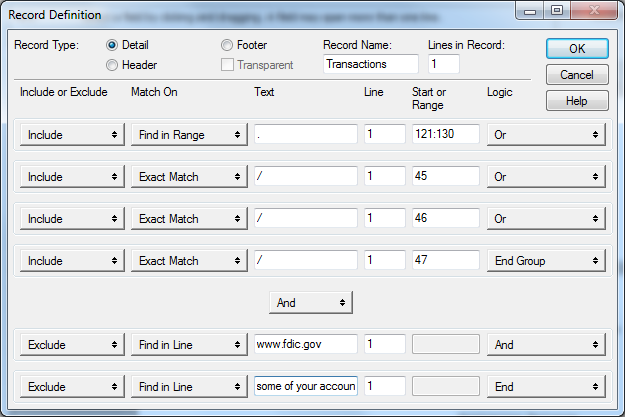 Record Definition
Record Type: Detail Footer Record Name: Lines in Record: OK
Header Transparent Transactions 1 Cancel
Help
Include or Exclude Match On Text Line Start or Range Logic
Include Find in Range . 1 121:130 Or
Include Exact Match / 1 45 Or
Include Exact Match / 1 46 Or
Include Exact Match / 1 47 End Group
And
Exclude Find in Line www.fdic.gov 1 And
Exclude Find in Line some of your accoun 1 End